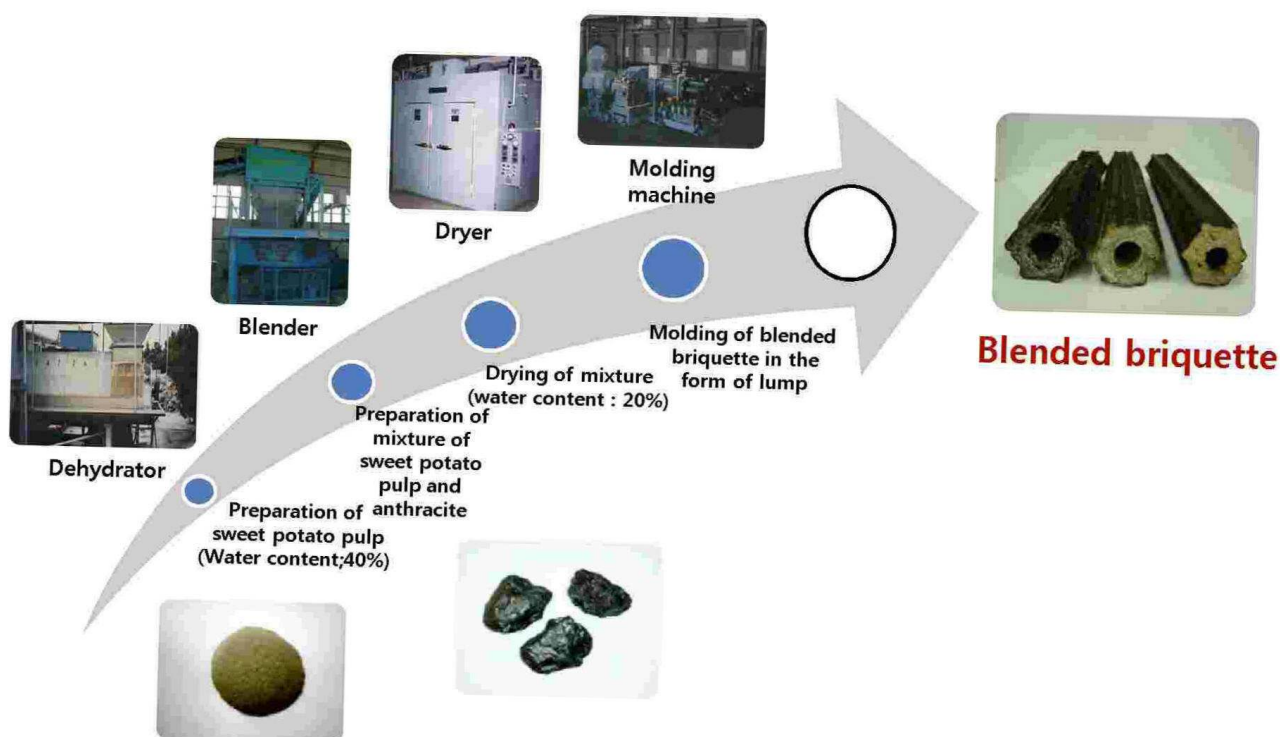 Molding
machine
Dryer
Blender
Dehydrator
Preparation of
sweet potato pulp
(Water content;40%)
Preparation of
mixture of
sweet potato
pulp and
anthracite
Drying of mixture
(water content : 20%)
Molding of blended
briquette in the
form of lump
Blended briquette